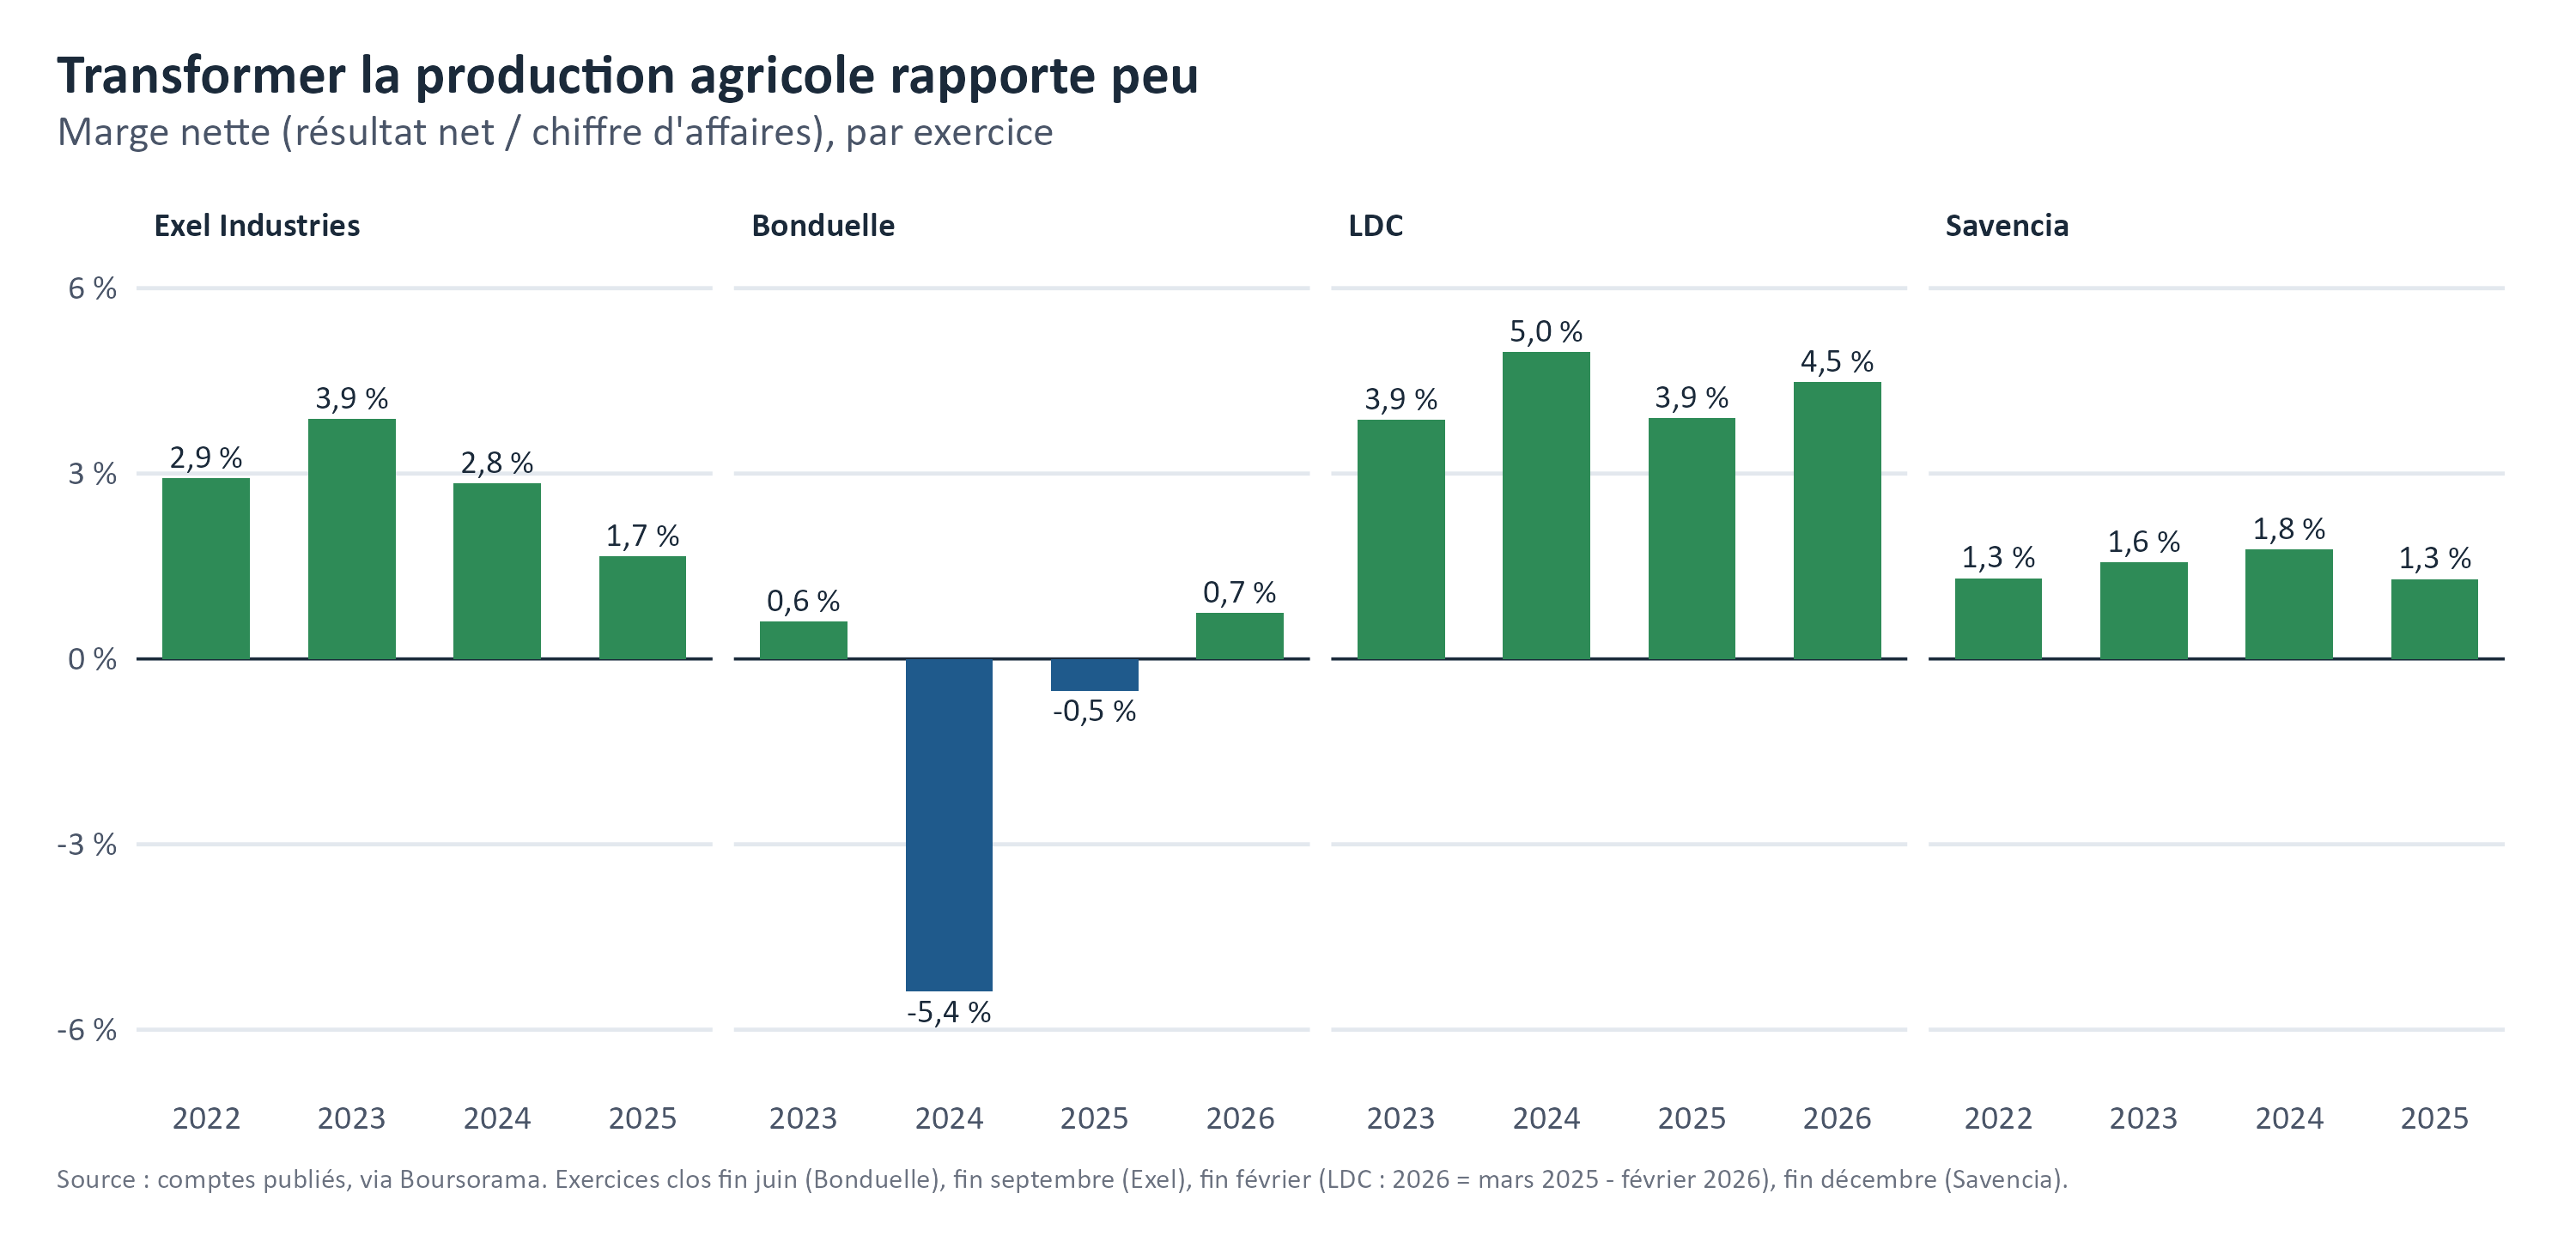 Transformer la production agricole rapporte peu
Marge nette (résultat net / chiffre d'affaires), par exercice
Exel Industries
Bonduelle
LDC
Savencia
6 %
3 %
0 %
-3 %
-6 %
2,9 %
3,9 %
2,8 %
1,7 %
0,6 %
-5,4 %
-0,5 %
0,7 %
3,9 %
5,0 %
3,9 %
4,5 %
1,3 %
1,6 %
1,8 %
1,3 %
2022 2023 2024 2025 2023 2024 2025 2026 2023 2024 2025 2026 2022 2023 2024 2025
Source : comptes publiés, via Boursorama. Exercices clos fin juin (Bonduelle), fin septembre (Exel), fin février (LDC : 2026 = mars 2025 - février 2026), fin décembre (Savencia).